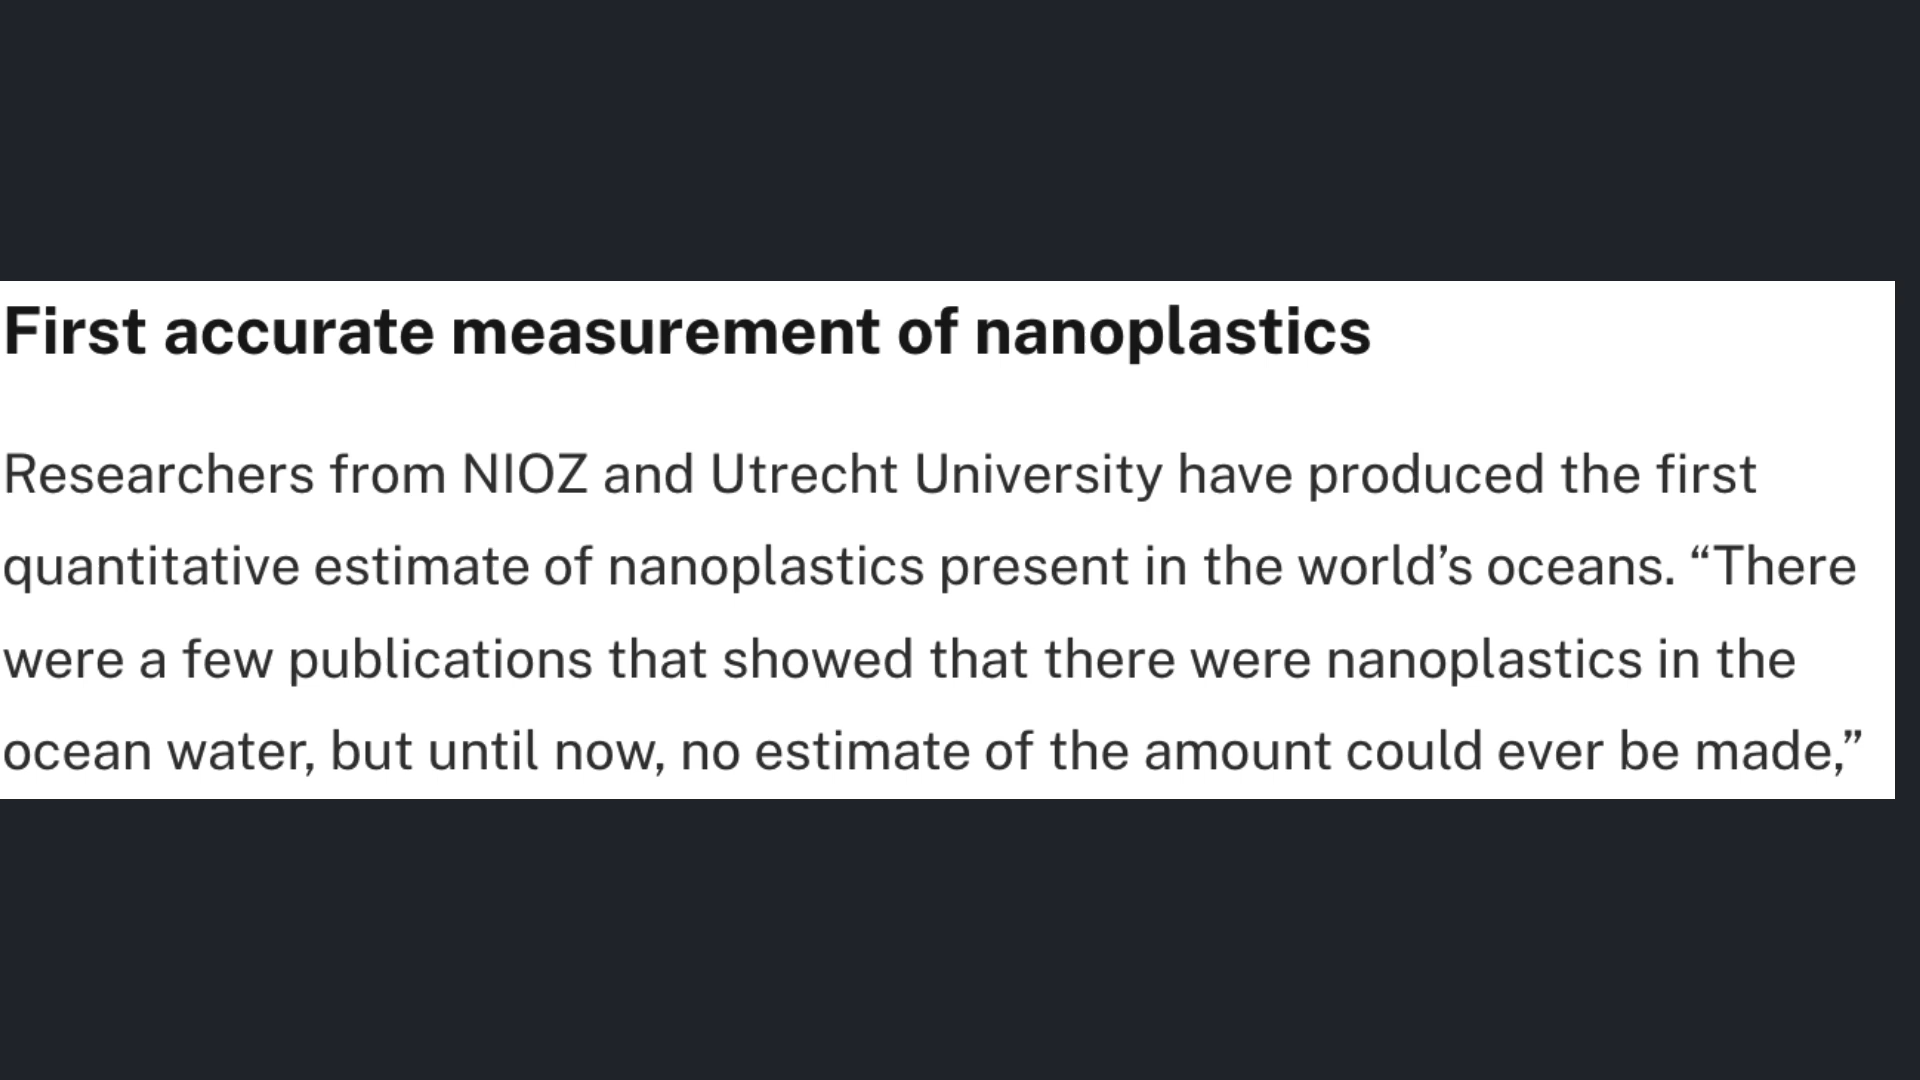 First accurate measurement of nanoplastics
Researchers from NIOZ and Utrecht University have produced the first
quantitative estimate of nanoplastics present in the world’s oceans. “There
were a few publications that showed that there were nanoplastics in the
ocean water, but until now, no estimate of the amount could ever be made,”